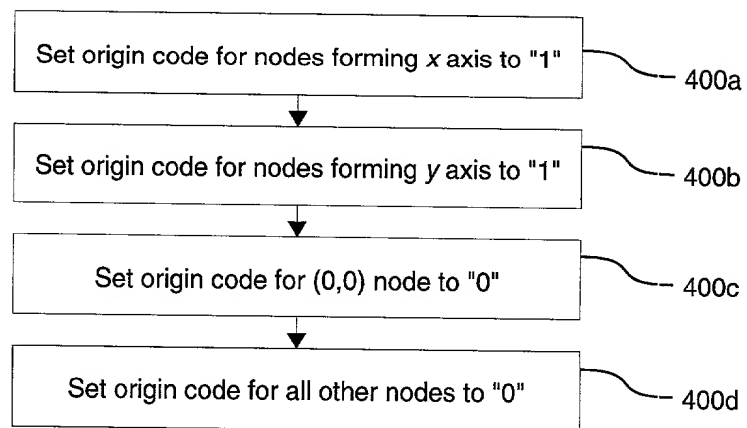 Set origin code for nodes forming x axis to "1"
400a
Set origin code for nodes forming y axis to "1"
400b
Set origin code for (0,0) node to "0"
400c
Set origin code for all other nodes to "0"
400d